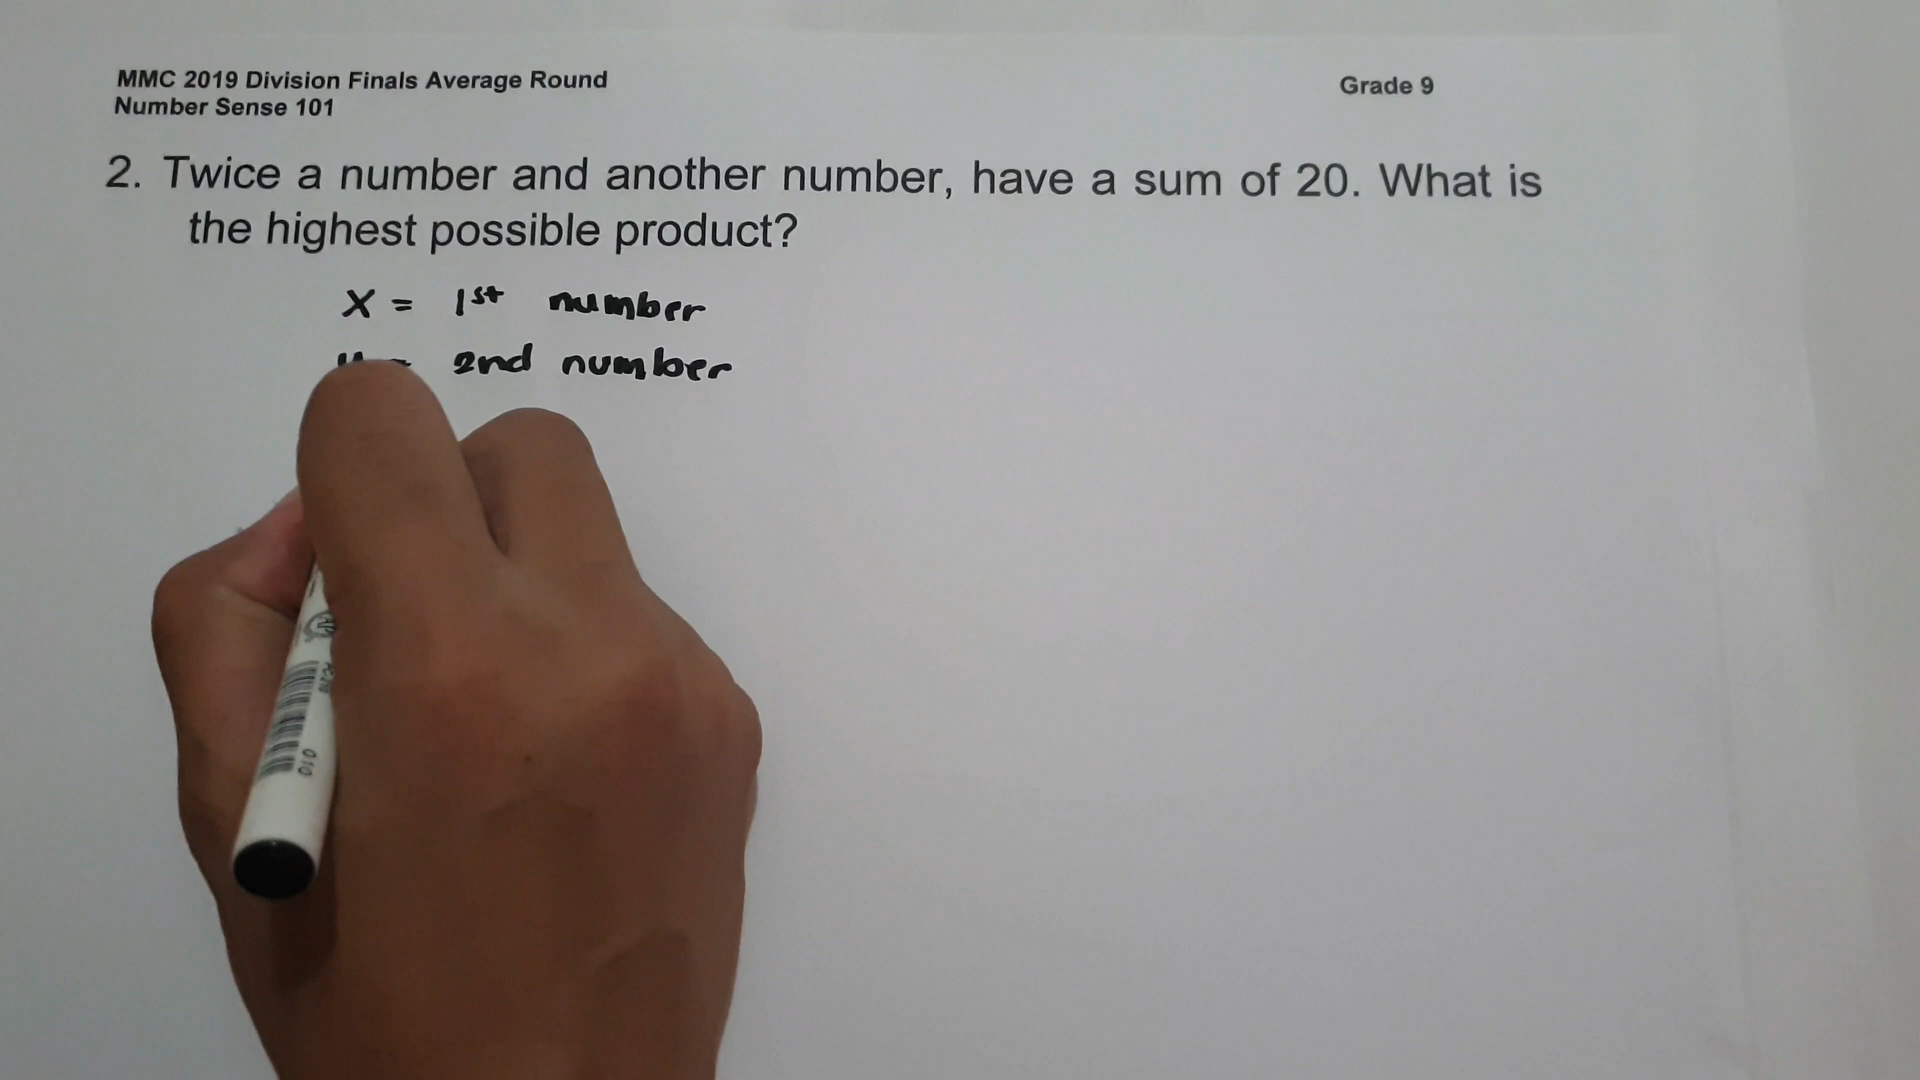 MMC 2019 Division Finals Average Round
Grade 9
Number Sense 101
2. Twice a number and another number, have a sum of 20. What is
the highest possible product?
x = 1st number
= 2nd number
010